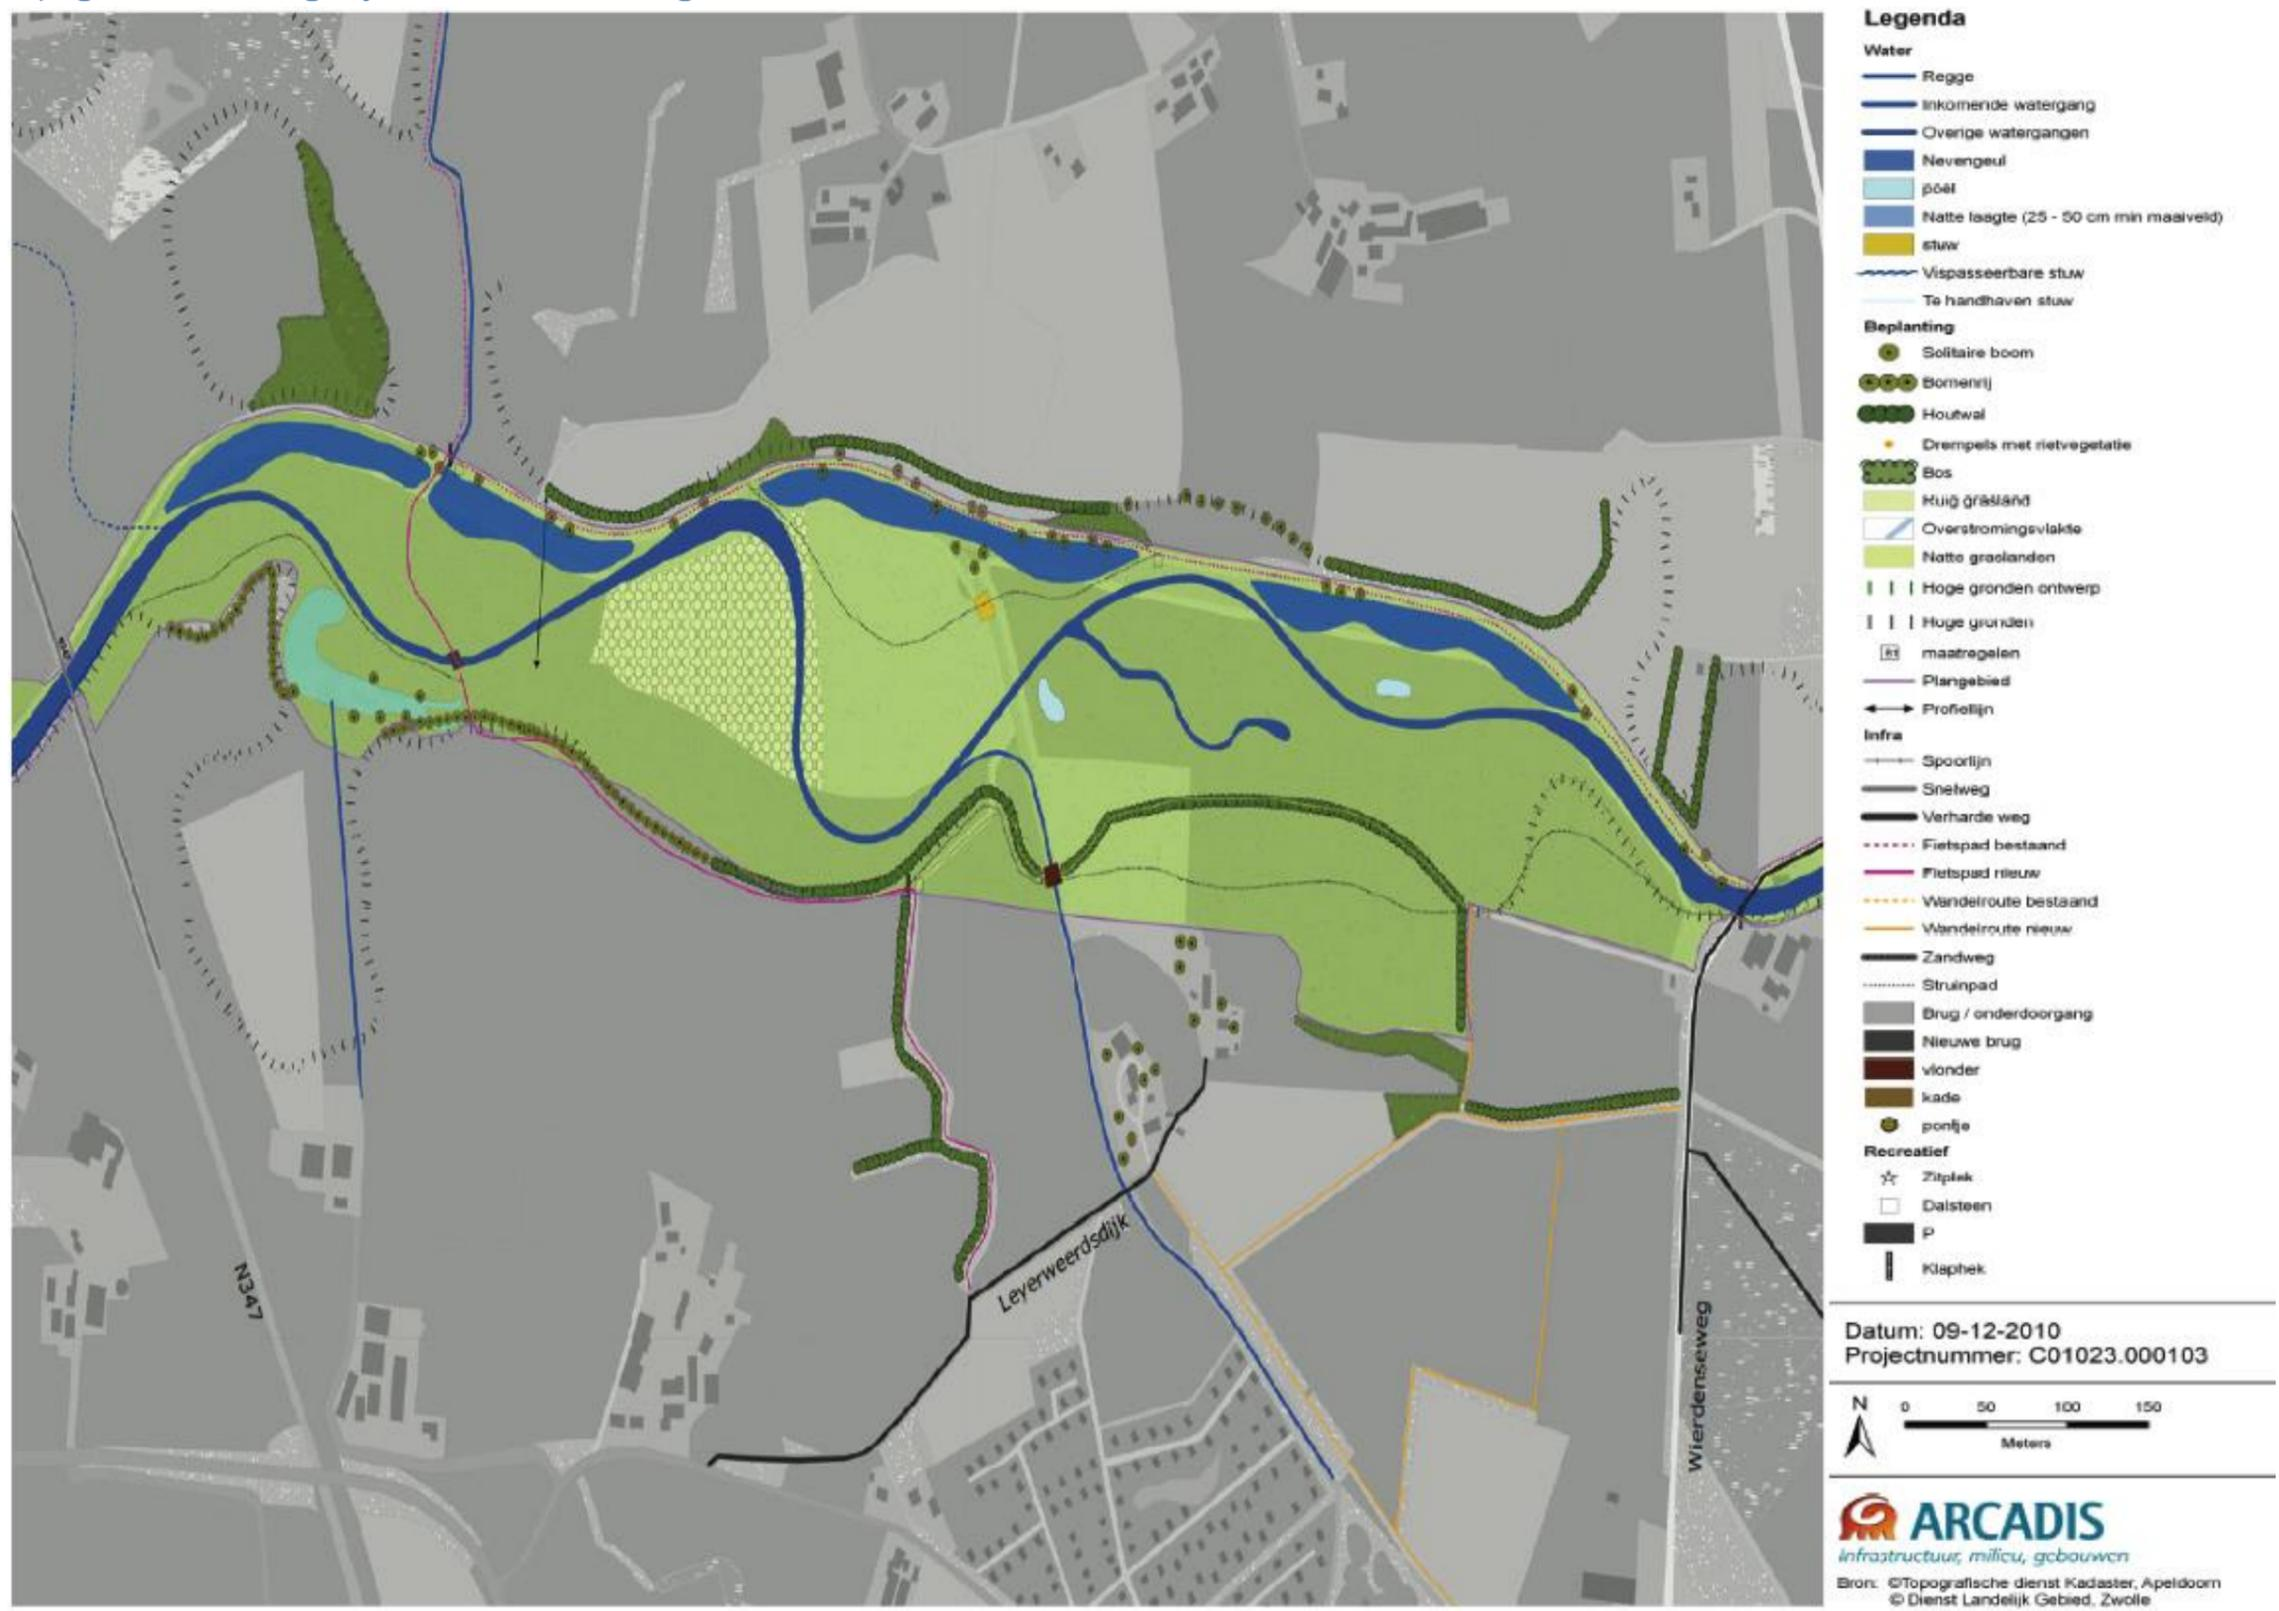 Legenda
Water
Regge
Inkomende watergang
Overige watergangen
Nevengeul
poel
Natte laagte (25 - 50 cm min maaiveld)
stuw
Vispasseerbare stuw
Te handhaven stuw
Beplanting
Solitaire boom
Bomenrij
Houtwal
Drempels met rietvegetatie
Bos
Ruig grasland
Overstromingsvlakte
Natte graslanden
Hoge gronden ontwerp
Hoge gronden
maatregelen
Plangebied
Profiellijn
Infra
Spoorlijn
Snelweg
Verharde weg
Fietspad bestaand
Fietspad nieuw
Wandelroute bestaand
Wandelroute nieuw
Zandweg
Struinpad
Brug / onderdoorgang
Nieuwe brug
vlonder
kade
pontje
Recreatief
Zitplek
Dalsteen
P
Klaphek
Datum: 09-12-2010
Projectnummer: C01023.000103
N
0 50 100 150
Meters
ARCADIS
Infrastructuur, milieu, gebouwen
Bron: ©Topografische dienst Kadaster, Apeldoorn
© Dienst Landelijk Gebied, Zwolle
N347
Leyerweerdsdijk
Wierdenseweg